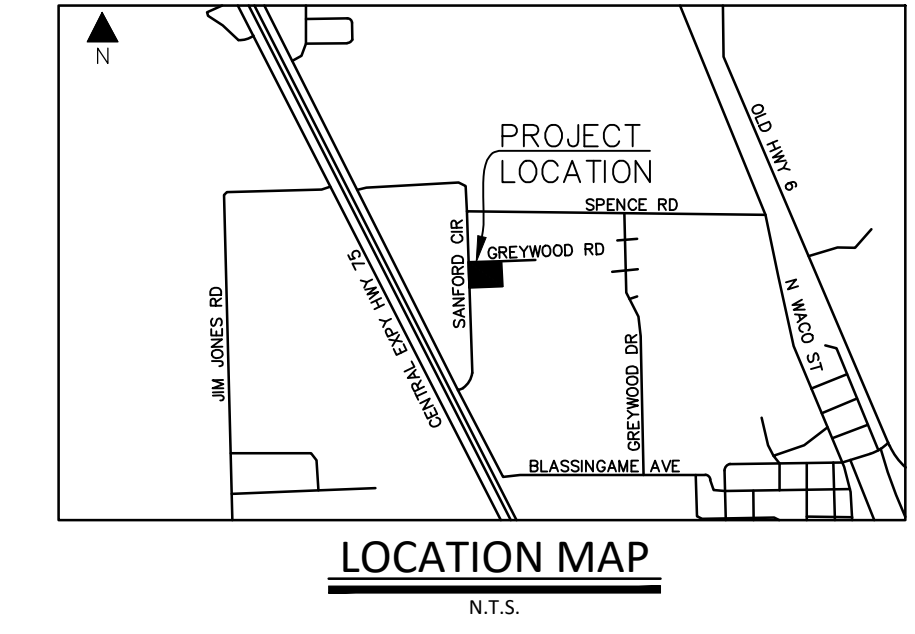 N
PROJECT
LOCATION
OLD HWY 6
SPENCE RD
SANFORD CIR
GREYWOOD RD
CENTRAL EXPY HWY 75
JIM JONES RD
N WACO ST
GREYWOOD DR
BLASSINGAME AVE
LOCATION MAP
N.T.S.